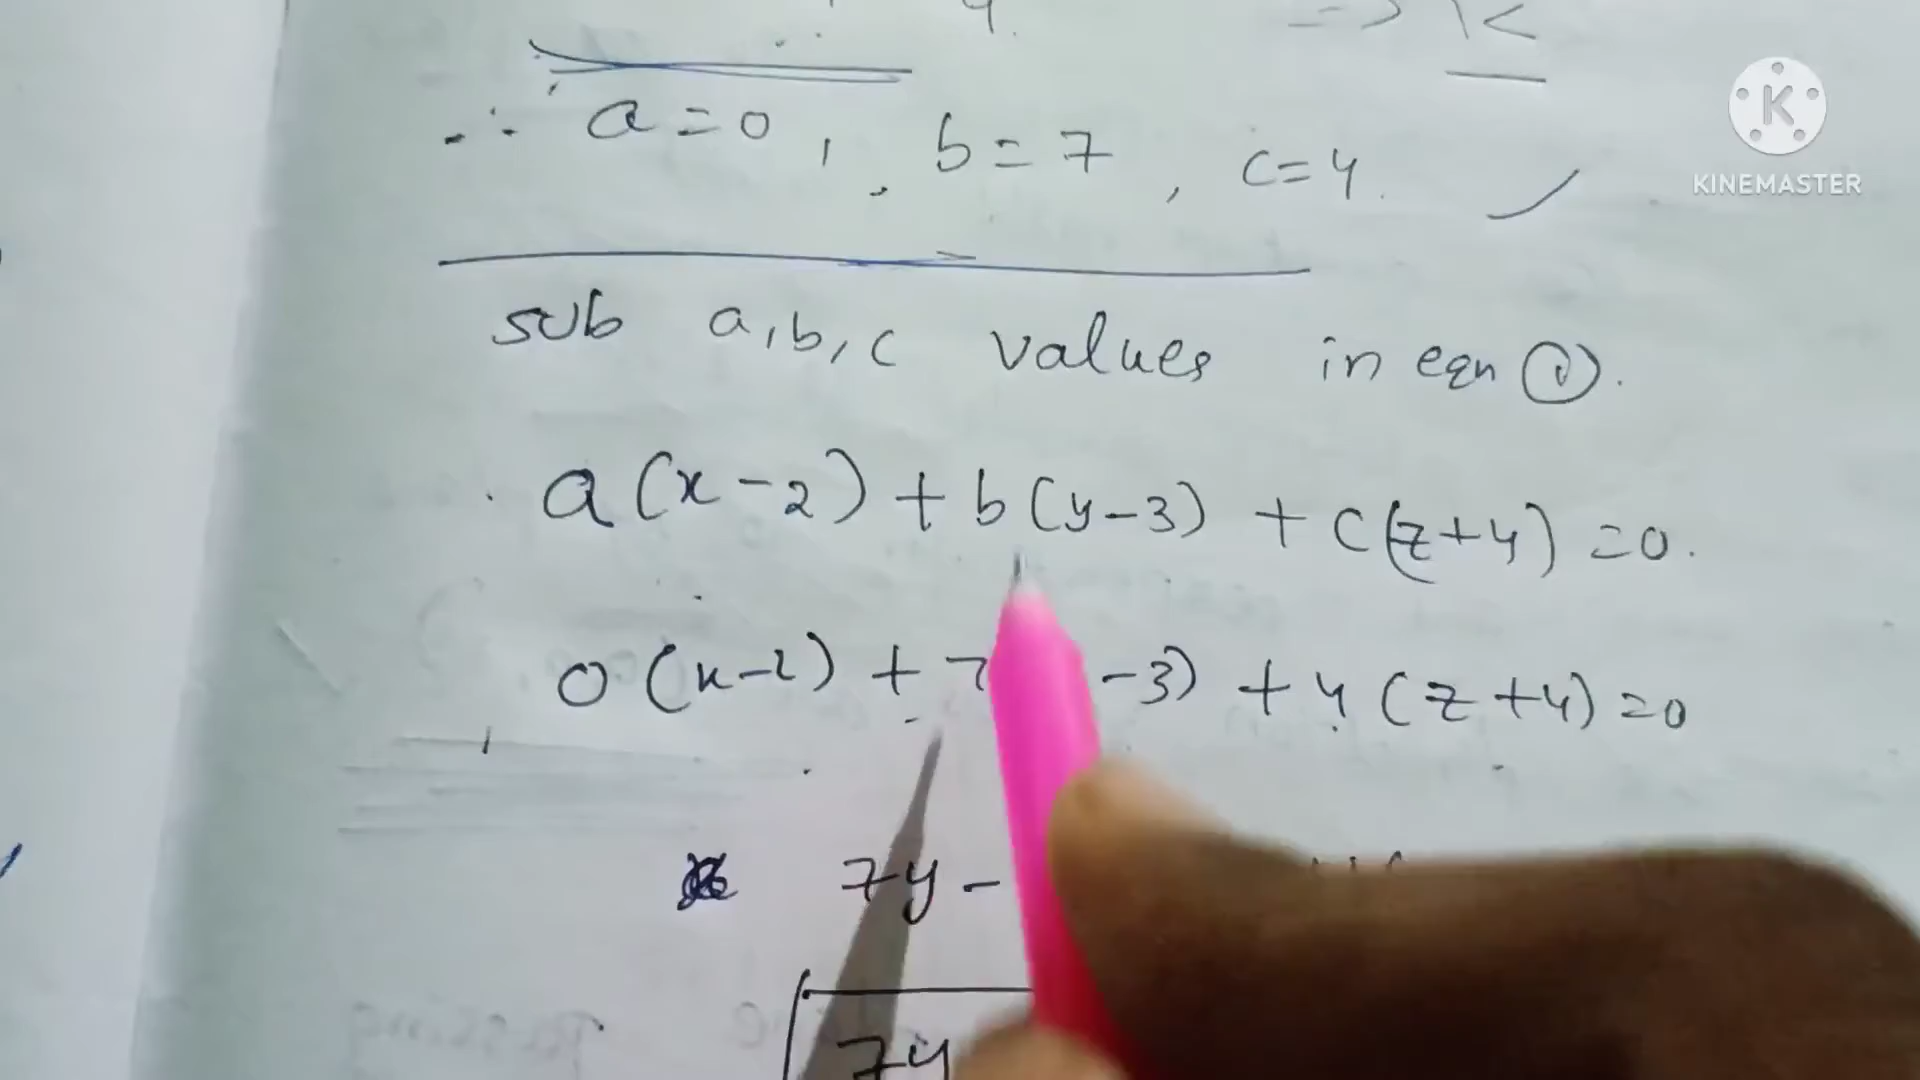 ∴ a=0, b=7, c=4.
KINEMASTER
sub a,b,c values in eqn ①.
a(x-2) + b(y-3) + c(z+4) =0.
0(x-2) + 7 -3) + 4(z+4) =0
7y -
7y